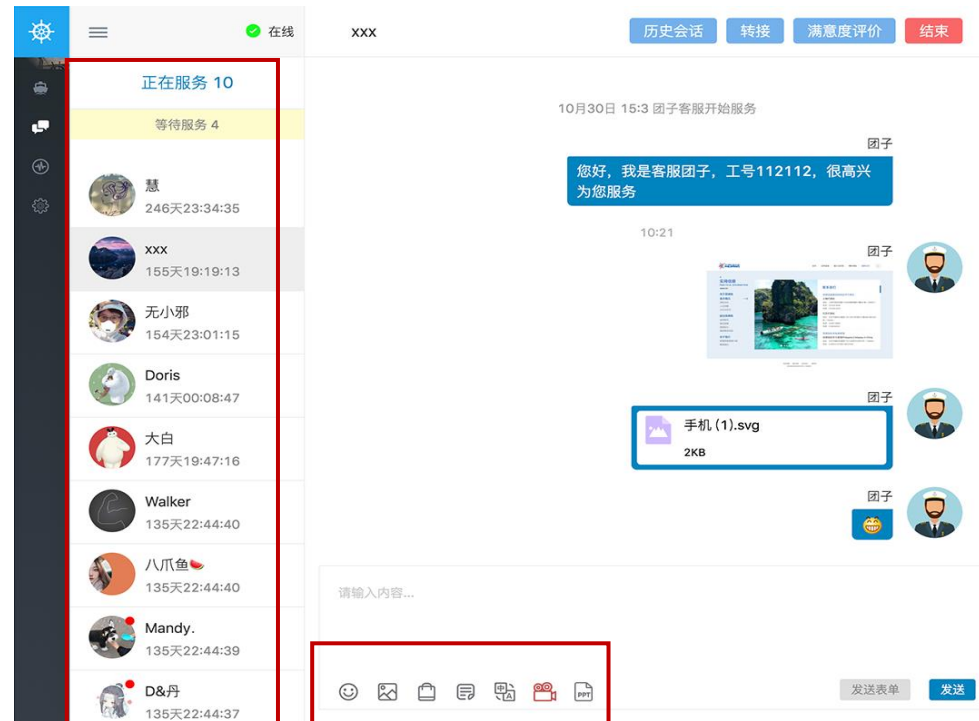 在线
xxx
历史会话
转接
满意度评价
结束
正在服务 10
等待服务 4
慧
246天23:34:35
xxx
155天19:19:13
无小邪
154天23:01:15
Doris
141天00:08:47
大白
177天19:47:16
Walker
135天22:44:40
八爪鱼🍉
135天22:44:40
Mandy.
135天22:44:39
D&丹
135天22:44:37
10月30日 15:3 团子客服开始服务
团子
您好，我是客服团子，工号112112，很高兴
为您服务
10:21
团子
团子
手机 (1).svg
2KB
团子
请输入内容...
中
A
PPT
发送表单
发送